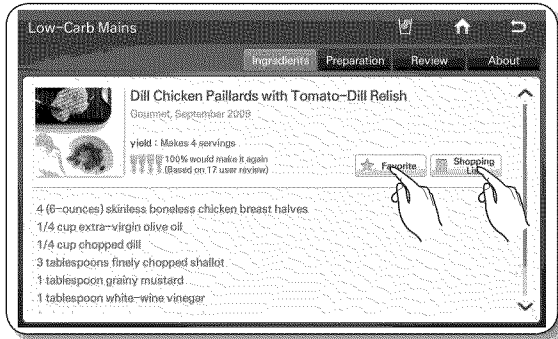 Low-Carb Mains
Ingredients Preparation Review About
Dill Chicken Paillards with Tomato-Dill Relish
Gourmet, September 2009
yield : Makes 4 servings
100% would make it again
(Based on 17 user review)
Favorite
Shopping
4 (6-ounces) skinless boneless chicken breast halves
1/4 cup extra-virgin olive oil
1/4 cup chopped dill
3 tablespoons finely chopped shallot
1 tablespoon grainy mustard
1 tablespoon white-wine vinegar